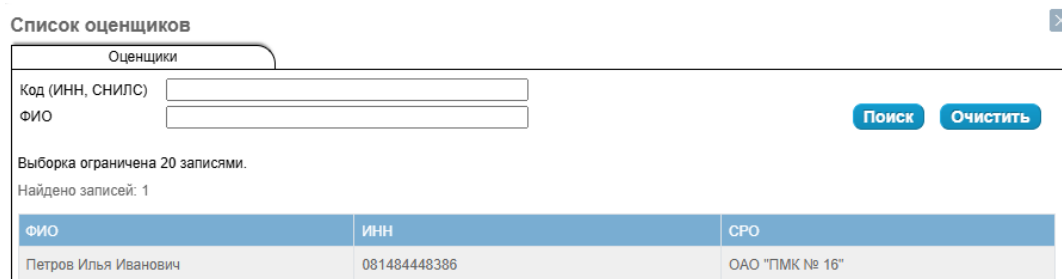 Список оценщиков
Оценщики
Код (ИНН, СНИЛС)
ФИО
Поиск Очистить
Выборка ограничена 20 записями.
Найдено записей: 1
ФИО ИНН СРО
Петров Илья Иванович 081484448386 ОАО "ПМК № 16"